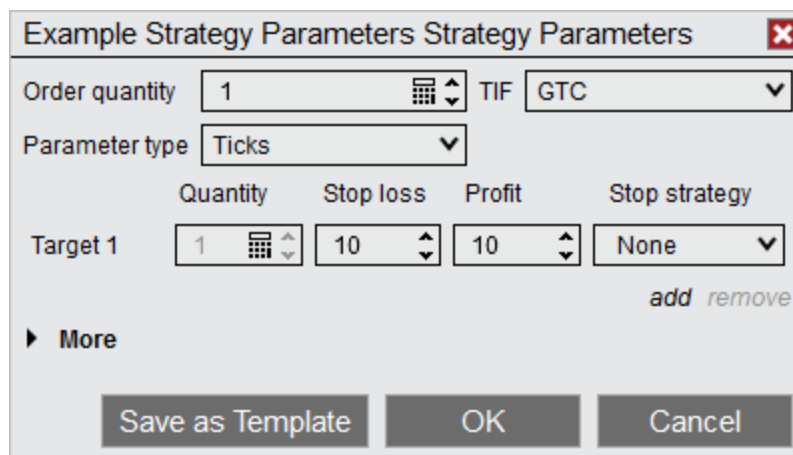 Example Strategy Parameters Strategy Parameters
Order quantity 1 TIF GTC
Parameter type Ticks
Quantity Stop loss Profit Stop strategy
Target 1 1 10 10 None
add remove
More
Save as Template OK Cancel